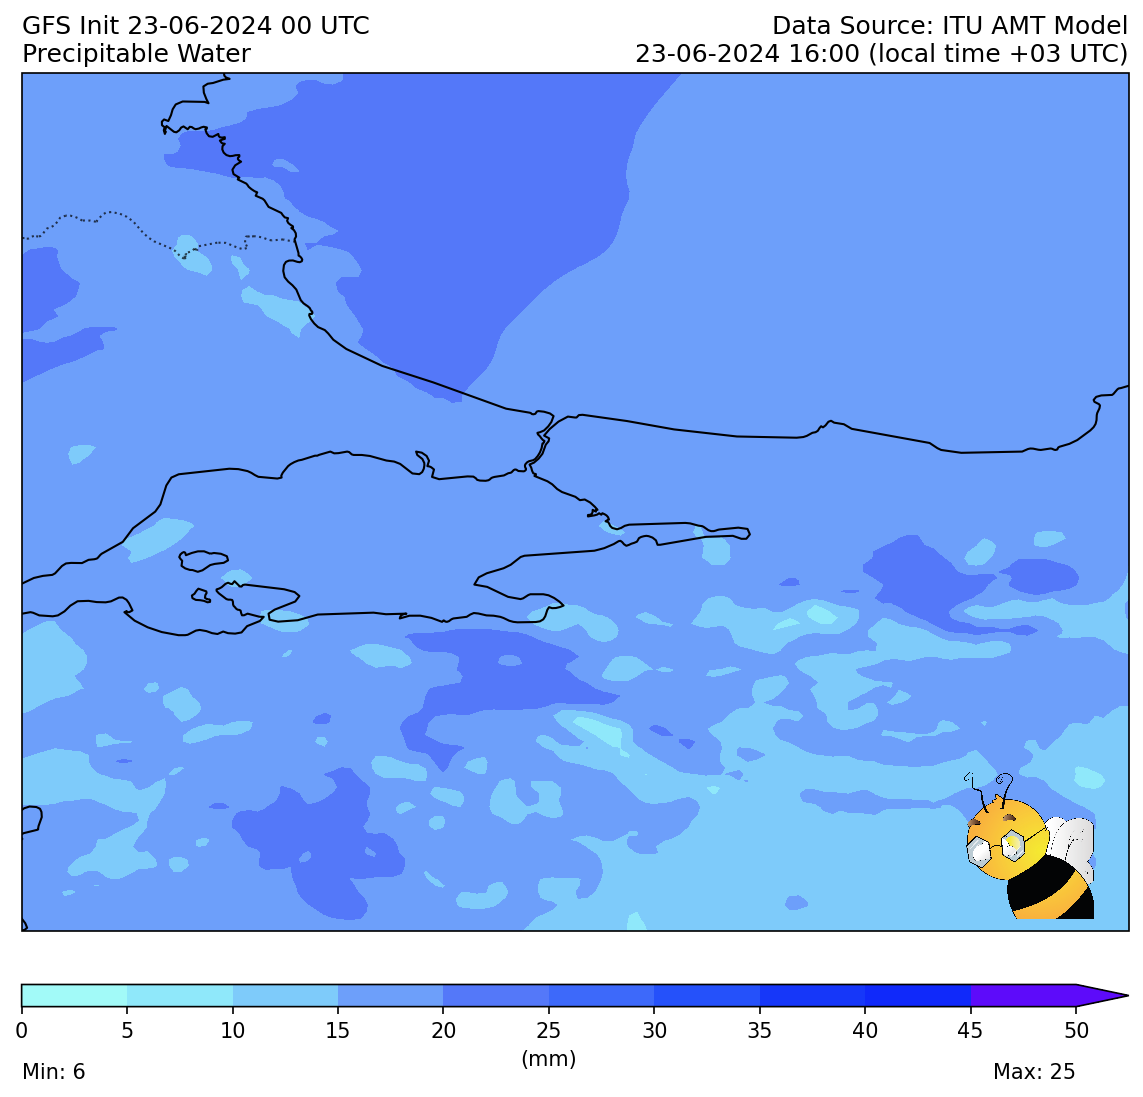 GFS Init 23-06-2024 00 UTC
Data Source: ITU AMT Model
Precipitable Water
23-06-2024 16:00 (local time +03 UTC)
0 5 10 15 20 25 30 35 40 45 50
(mm)
Min: 6
Max: 25